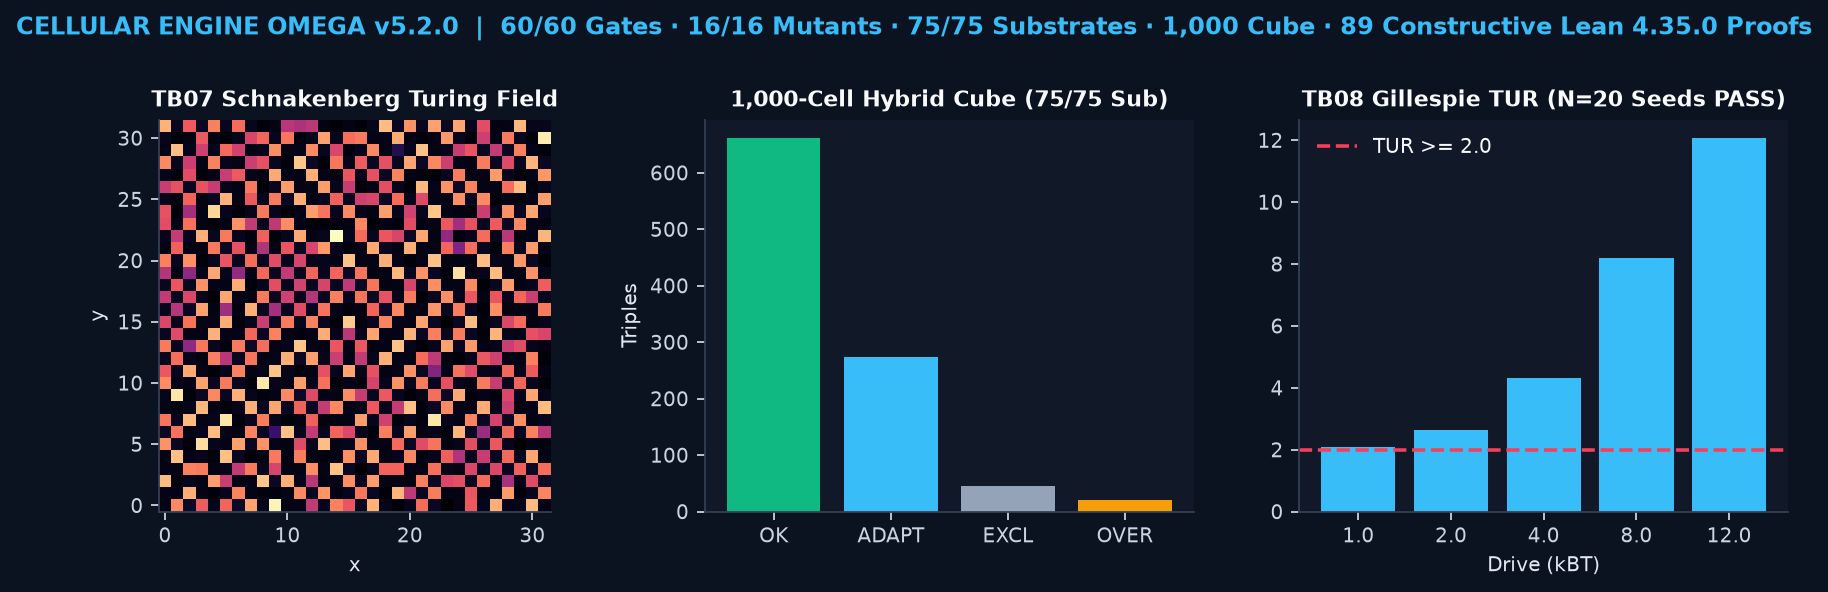 CELLULAR ENGINE OMEGA v5.2.0 | 60/60 Gates · 16/16 Mutants · 75/75 Substrates · 1,000 Cube · 89 Constructive Lean 4.35.0 Proofs
TB07 Schnakenberg Turing Field
30
25
20
15
10
5
0
y
0 10 20 30
x
1,000-Cell Hybrid Cube (75/75 Sub)
600
500
400
300
200
100
0
Triples
OK ADAPT EXCL OVER
TB08 Gillespie TUR (N=20 Seeds PASS)
TUR >= 2.0
12
10
8
6
4
2
0
1.0 2.0 4.0 8.0 12.0
Drive (kBT)